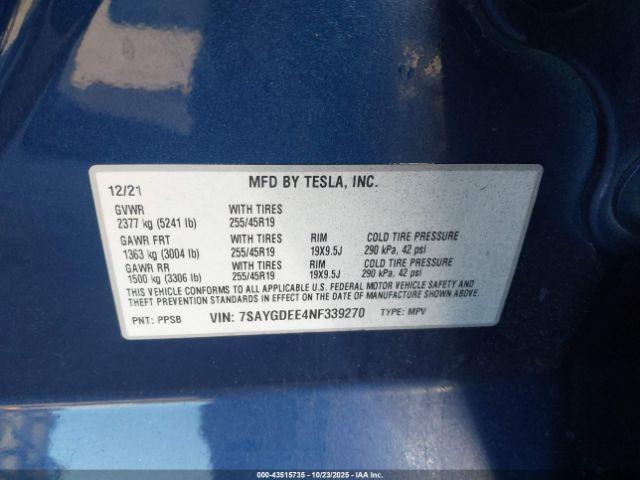 12/21 MFD BY TESLA, INC.
GVWR WITH TIRES
2377 kg (5241 lb) 255/45R19
GAWR FRT WITH TIRES RIM COLD TIRE PRESSURE
1363 kg (3004 lb) 255/45R19 19X9.5J 290 kPa, 42 psi
GAWR RR WITH TIRES RIM COLD TIRE PRESSURE
1500 kg (3306 lb) 255/45R19 19X9.5J 290 kPa, 42 psi
THIS VEHICLE CONFORMS TO ALL APPLICABLE U.S. FEDERAL MOTOR VEHICLE SAFETY AND
THEFT PREVENTION STANDARDS IN EFFECT ON THE DATE OF MANUFACTURE SHOWN ABOVE.
PNT: PPSB VIN: 7SAYGDEE4NF339270 TYPE: MPV
000-43515735 - 10/23/2025 - IAAI